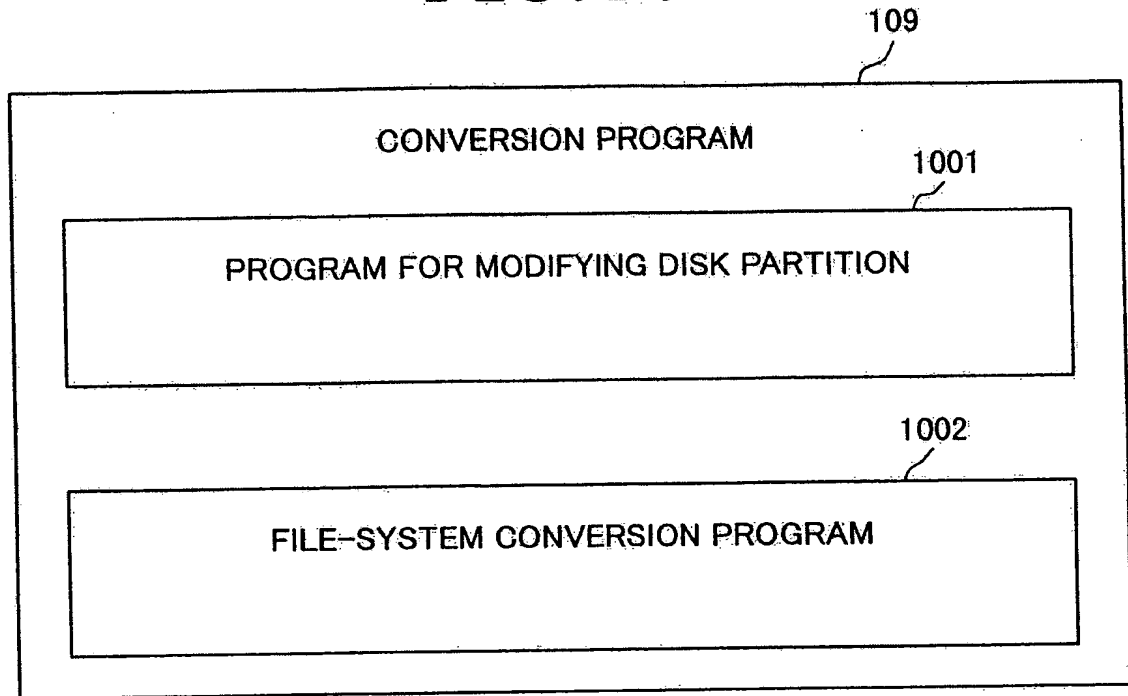 109
CONVERSION PROGRAM
1001
PROGRAM FOR MODIFYING DISK PARTITION
1002
FILE-SYSTEM CONVERSION PROGRAM